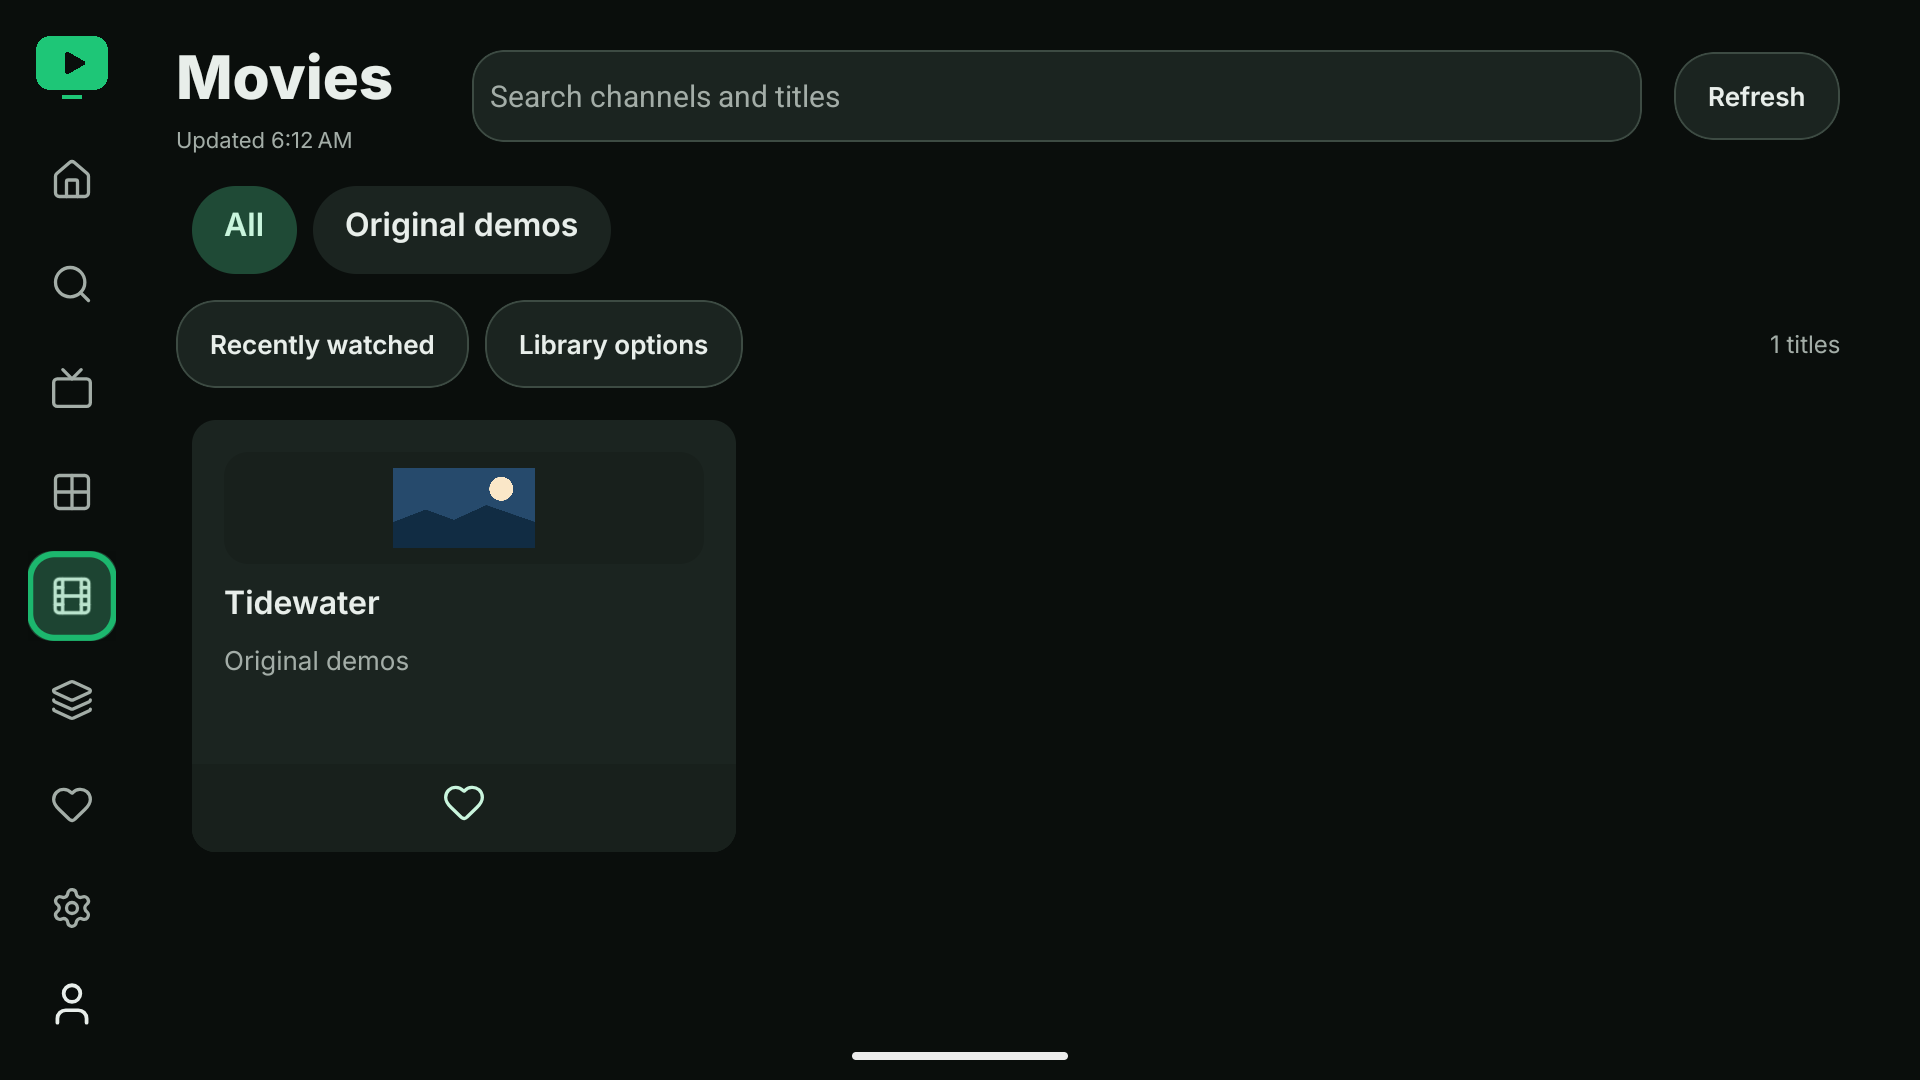 Movies
Updated 6:12 AM
Search channels and titles
Refresh
All
Original demos
Recently watched
Library options
1 titles
Tidewater
Original demos